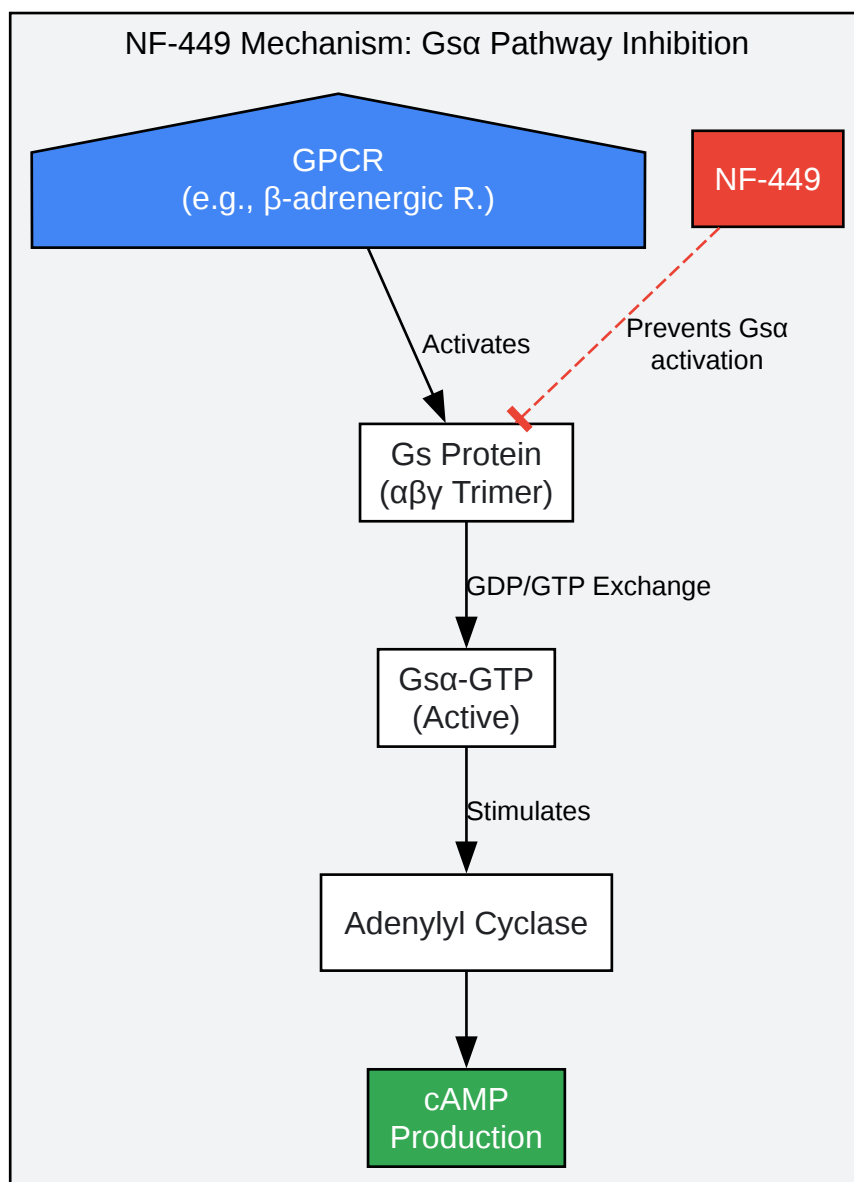 NF-449 Mechanism: Gsα Pathway Inhibition
GPCR
(e.g., β-adrenergic R.)
NF-449
Activates
Prevents Gsα
activation
Gs Protein
(αβγ Trimer)
GDP/GTP Exchange
Gsα-GTP
(Active)
Stimulates
Adenylyl Cyclase
cAMP
Production